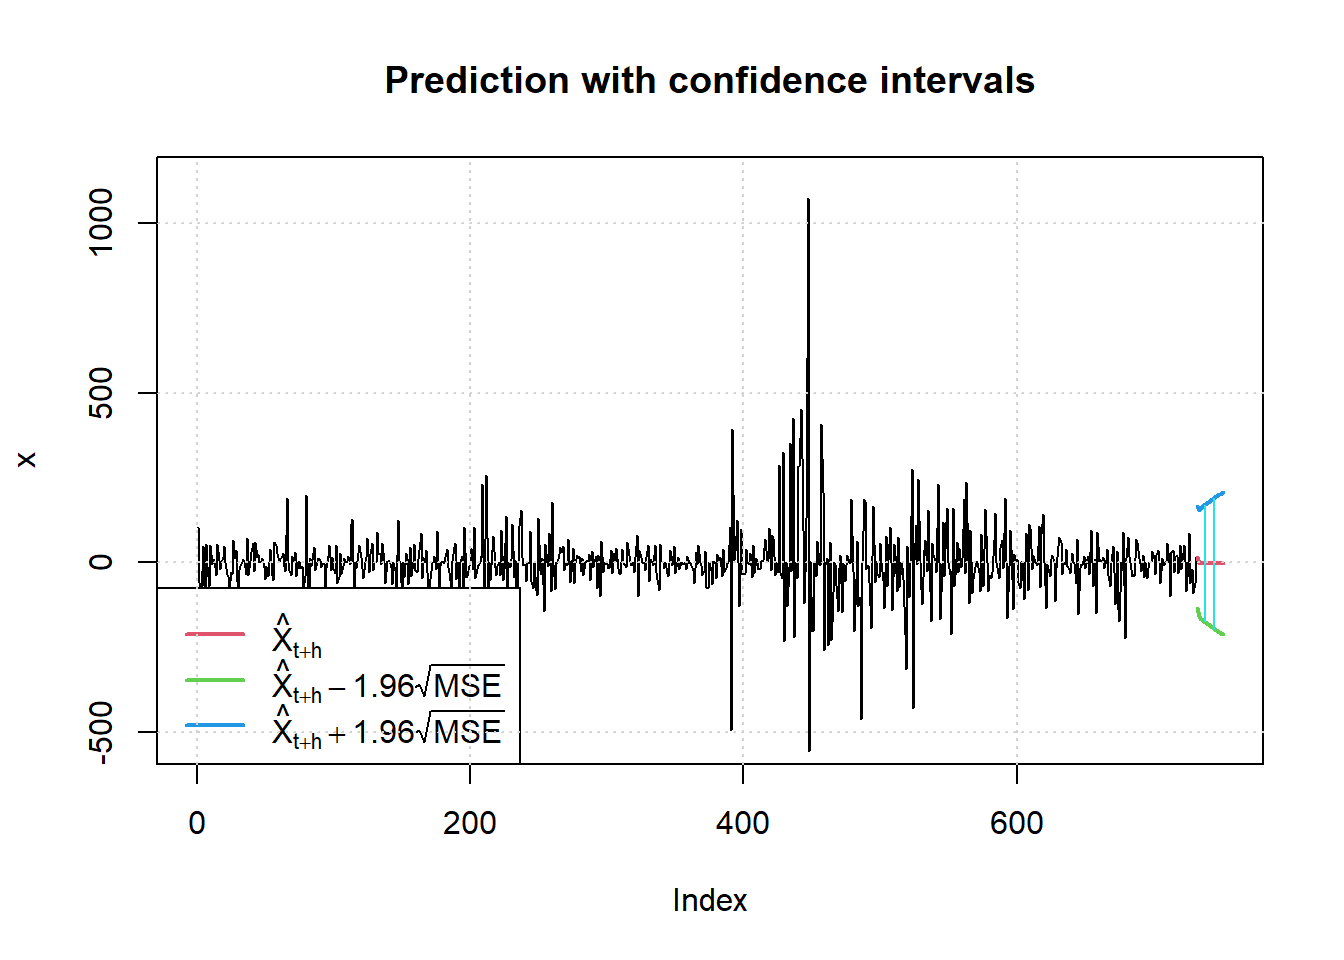 Prediction with confidence intervals
1000
500
0
-500
x
X̂t+h
X̂t+h − 1.96√MSE
X̂t+h + 1.96√MSE
0 200 400 600
Index